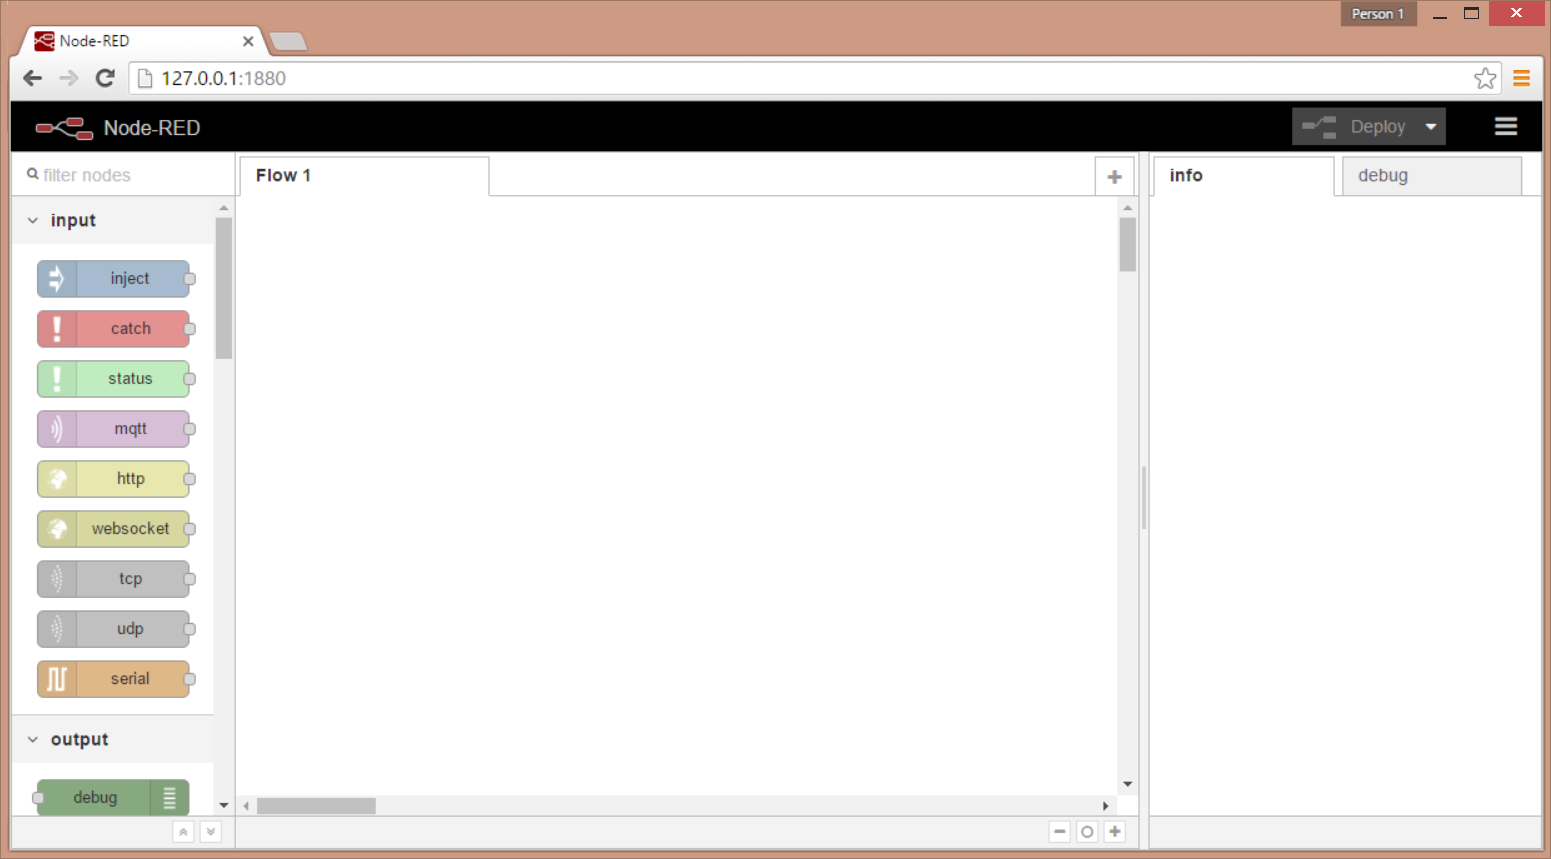 Person 1
Node-RED
127.0.0.1:1880
Node-RED
Deploy
filter nodes
Flow 1
info
debug
input
inject
catch
status
mqtt
http
websocket
tcp
udp
serial
output
debug